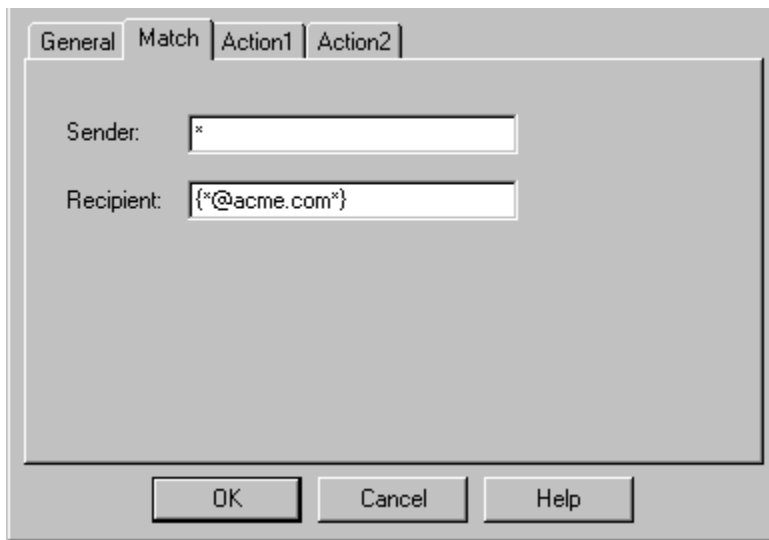 General Match Action1 Action2
Sender: *
Recipient: {*@acme.com*}
OK Cancel Help